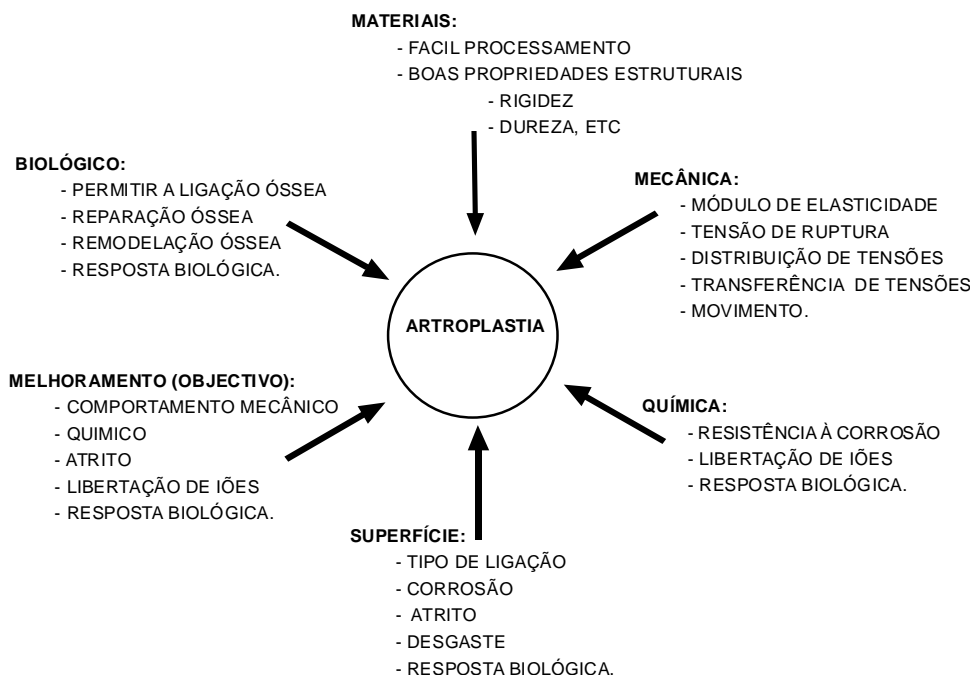 MATERIAIS:
- FACIL PROCESSAMENTO
- BOAS PROPRIEDADES ESTRUTURAIS
- RIGIDEZ
- DUREZA, ETC
BIOLÓGICO:
- PERMITIR A LIGAÇÃO ÓSSEA
- REPARAÇÃO ÓSSEA
- REMODELAÇÃO ÓSSEA
- RESPOSTA BIOLÓGICA.
MECÂNICA:
- MÓDULO DE ELASTICIDADE
- TENSÃO DE RUPTURA
- DISTRIBUIÇÃO DE TENSÕES
- TRANSFERÊNCIA DE TENSÕES
- MOVIMENTO.
ARTROPLASTIA
MELHORAMENTO (OBJECTIVO):
- COMPORTAMENTO MECÂNICO
- QUIMICO
- ATRITO
- LIBERTAÇÃO DE IÕES
- RESPOSTA BIOLÓGICA.
QUÍMICA:
- RESISTÊNCIA À CORROSÃO
- LIBERTAÇÃO DE IÕES
- RESPOSTA BIOLÓGICA.
SUPERFÍCIE:
- TIPO DE LIGAÇÃO
- CORROSÃO
- ATRITO
- DESGASTE
- RESPOSTA BIOLÓGICA.